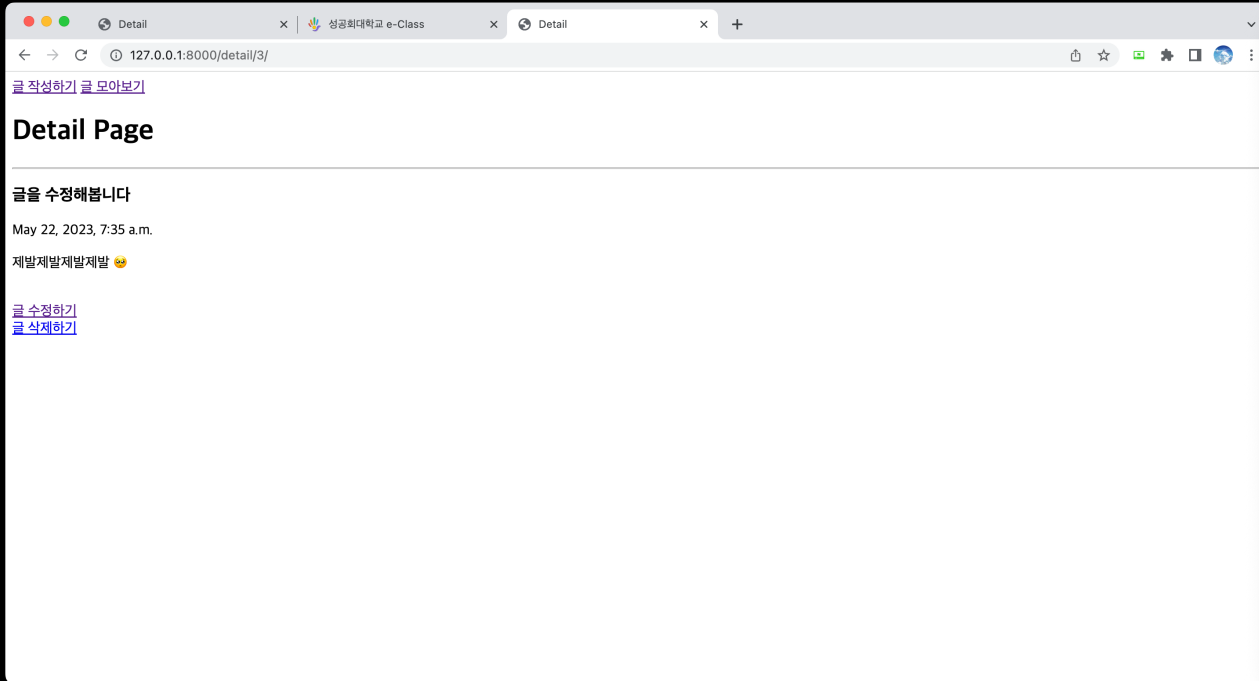 Detail
성공회대학교 e-Class
Detail
127.0.0.1:8000/detail/3/
글 작성하기 글 모아보기
Detail Page
글을 수정해봅니다
May 22, 2023, 7:35 a.m.
제발제발제발제발 🥺
글 수정하기
글 삭제하기